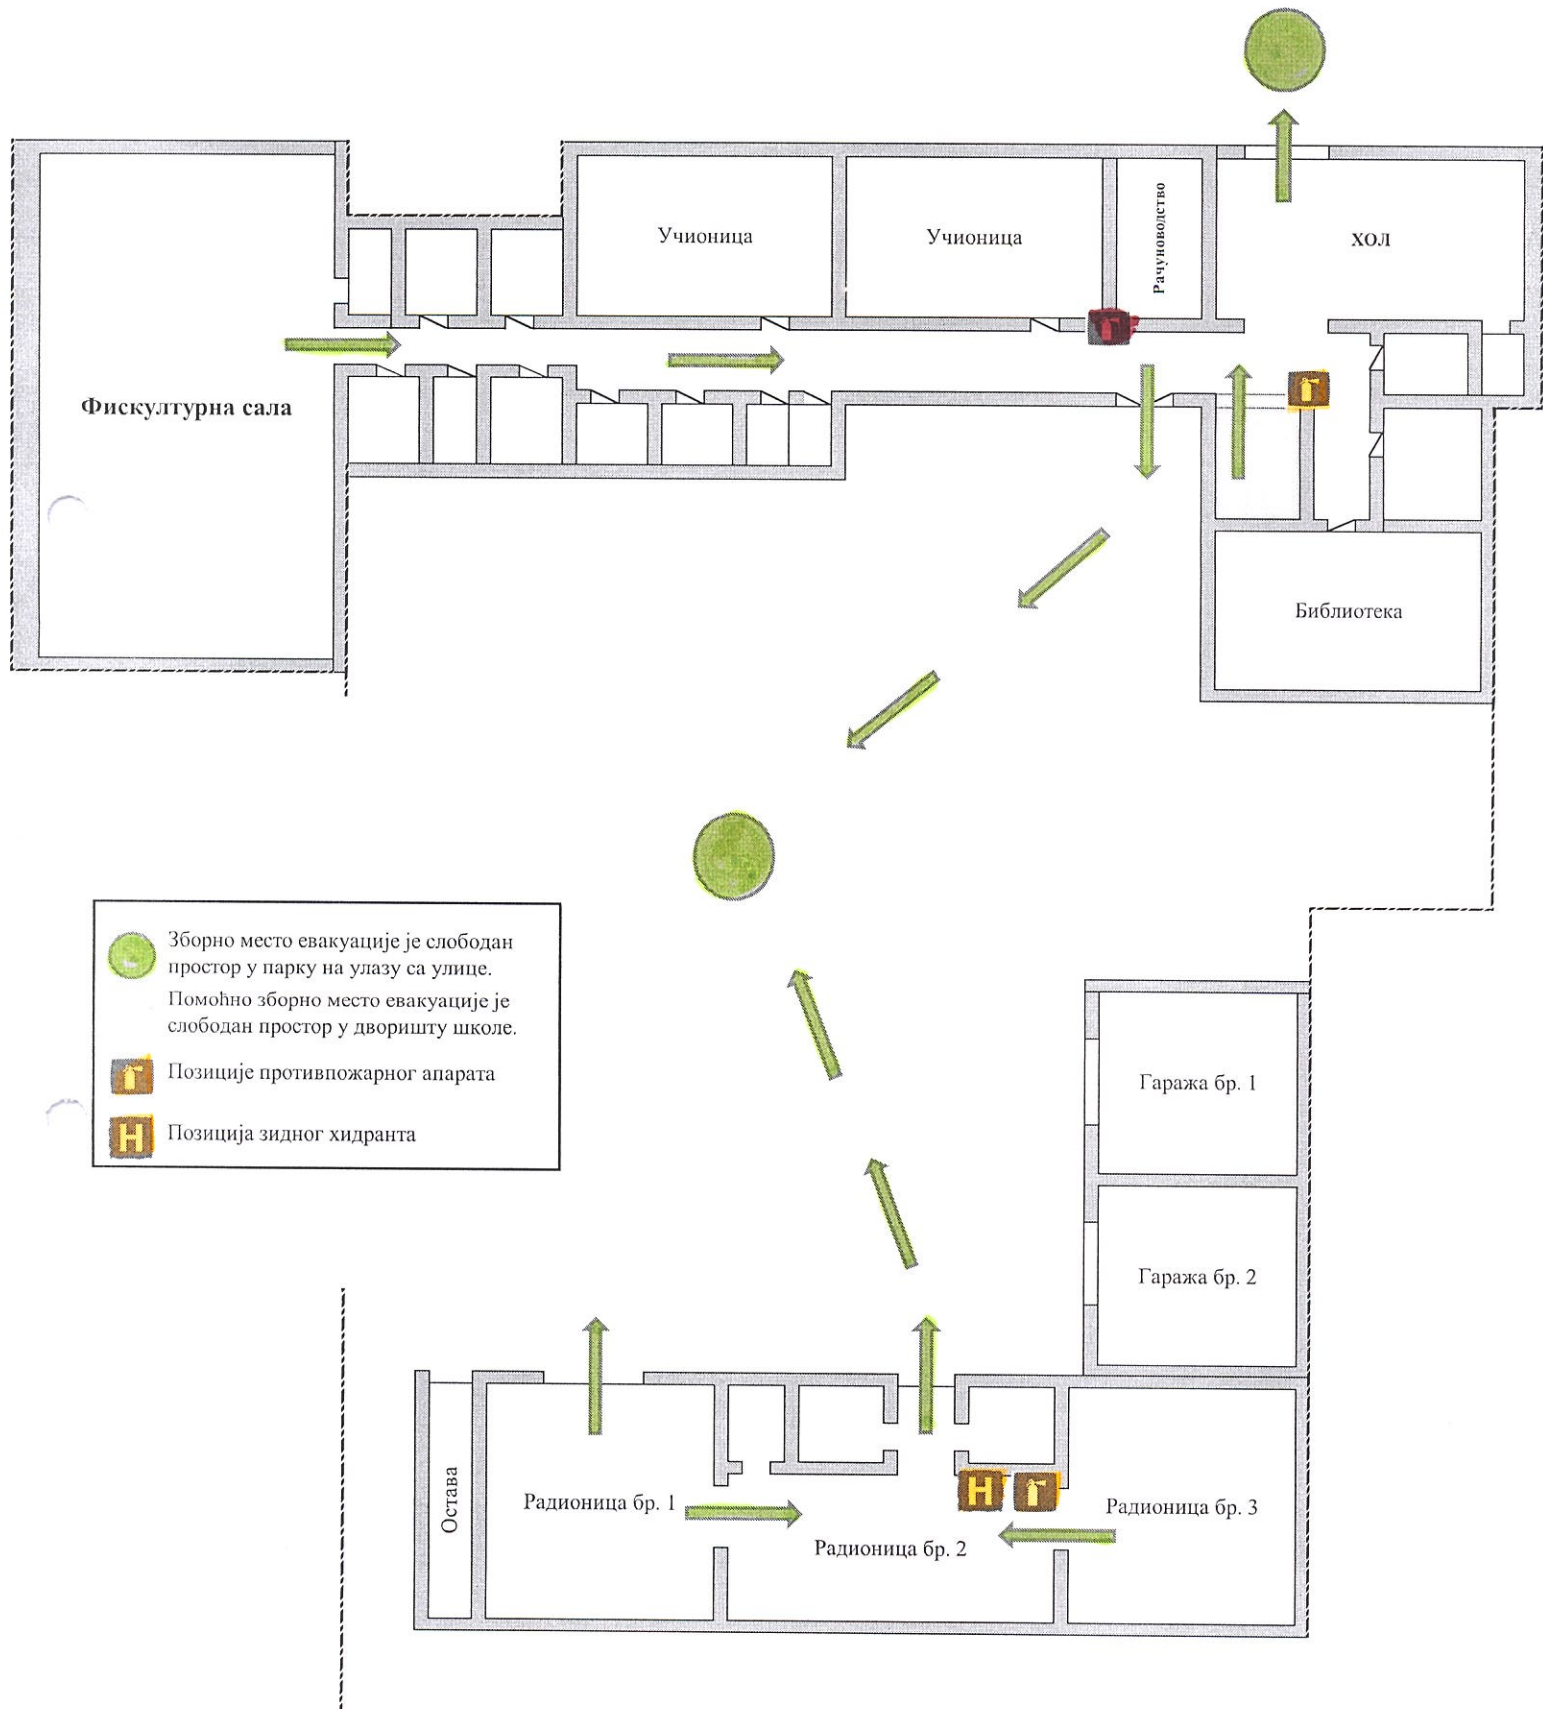 Учионица
Учионица
Рачуноводство
ХОЛ
Фискултурна сала
Библиотека
Зборно место евакуације је слободан
простор у парку на улазу са улице.
Помоћно зборно место евакуације је
слободан простор у дворишту школе.
Позиције противпожарног апарата
H
Позиција зидног хидранта
Гаража бр. 1
Гаража бр. 2
Остава
Радионица бр. 1
H
Радионица бр. 2
Радионица бр. 3